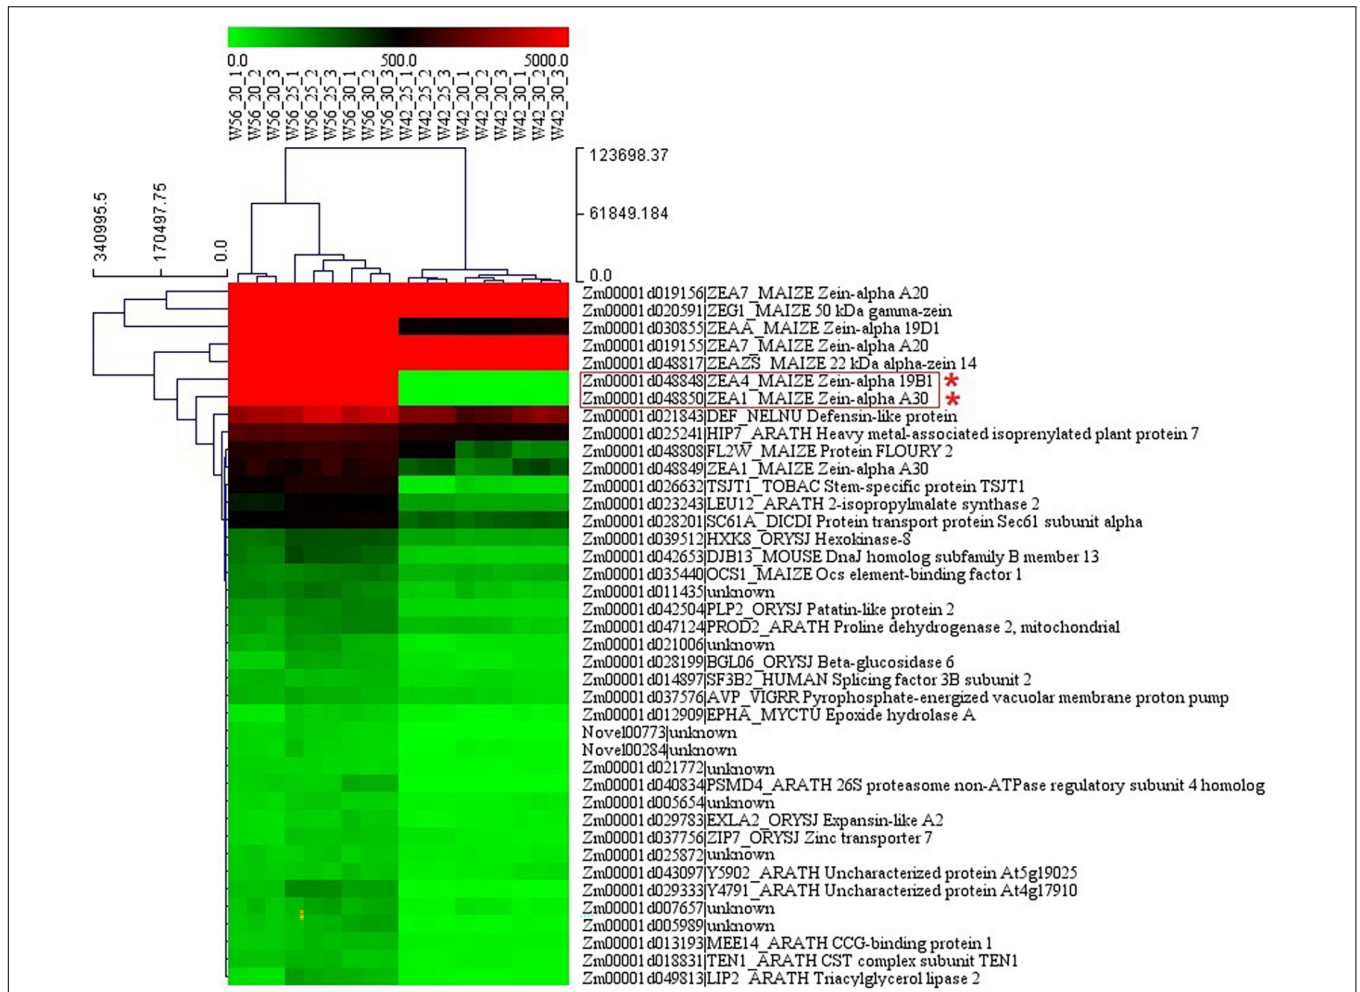 0.0 500.0 5000.0
W56_20_1
W56_20_2
W56_20_3
W56_25_1
W56_25_2
W56_25_3
W56_30_1
W56_30_2
W56_30_3
W42_25_1
W42_25_2
W42_25_3
W42_20_1
W42_20_2
W42_20_3
W42_30_1
W42_30_2
W42_30_3
123698.37
61849.184
0.0
340995.5
170497.75
0.0
Zm00001d019156|ZEA7_MAIZE Zein-alpha A20
Zm00001d020591|ZEG1_MAIZE 50 kDa gamma-zein
Zm00001d030855|ZEAA_MAIZE Zein-alpha 19D1
Zm00001d019155|ZEA7_MAIZE Zein-alpha A20
Zm00001d048817|ZEAZS_MAIZE 22 kDa alpha-zein 14
Zm00001d048848|ZEA4_MAIZE Zein-alpha 19B1 *
Zm00001d048850|ZEA1_MAIZE Zein-alpha A30 *
Zm00001d021843|DEF_NELNU Defensin-like protein
Zm00001d025241|HIP7_ARATH Heavy metal-associated isoprenylated plant protein 7
Zm00001d048808|FL2W_MAIZE Protein FLOURY 2
Zm00001d048849|ZEA1_MAIZE Zein-alpha A30
Zm00001d026632|TSJT1_TOBAC Stem-specific protein TSJT1
Zm00001d023243|LEU12_ARATH 2-isopropylmalate synthase 2
Zm00001d028201|SC61A_DICDI Protein transport protein Sec61 subunit alpha
Zm00001d039512|HXK8_ORYSJ Hexokinase-8
Zm00001d042653|DJB13_MOUSE DnaJ homolog subfamily B member 13
Zm00001d035440|OCS1_MAIZE Ocs element-binding factor 1
Zm00001d011435|unknown
Zm00001d042504|PLP2_ORYSJ Patatin-like protein 2
Zm00001d047124|PROD2_ARATH Proline dehydrogenase 2, mitochondrial
Zm00001d021006|unknown
Zm00001d028199|BGL06_ORYSJ Beta-glucosidase 6
Zm00001d014897|SF3B2_HUMAN Splicing factor 3B subunit 2
Zm00001d037576|AVP_VIGRR Pyrophosphate-energized vacuolar membrane proton pump
Zm00001d012909|EPHA_MYCTU Epoxide hydrolase A
Novel00773|unknown
Novel00284|unknown
Zm00001d021772|unknown
Zm00001d040834|PSMD4_ARATH 26S proteasome non-ATPase regulatory subunit 4 homolog
Zm00001d005654|unknown
Zm00001d029783|EXLA2_ORYSJ Expansin-like A2
Zm00001d037756|ZIP7_ORYSJ Zinc transporter 7
Zm00001d025872|unknown
Zm00001d043097|Y5902_ARATH Uncharacterized protein At5g19025
Zm00001d029333|Y4791_ARATH Uncharacterized protein At4g17910
Zm00001d007657|unknown
Zm00001d005989|unknown
Zm00001d013193|MEE14_ARATH CCG-binding protein 1
Zm00001d018831|TEN1_ARATH CST complex subunit TEN1
Zm00001d049813|LIP2_ARATH Triacylglycerol lipase 2